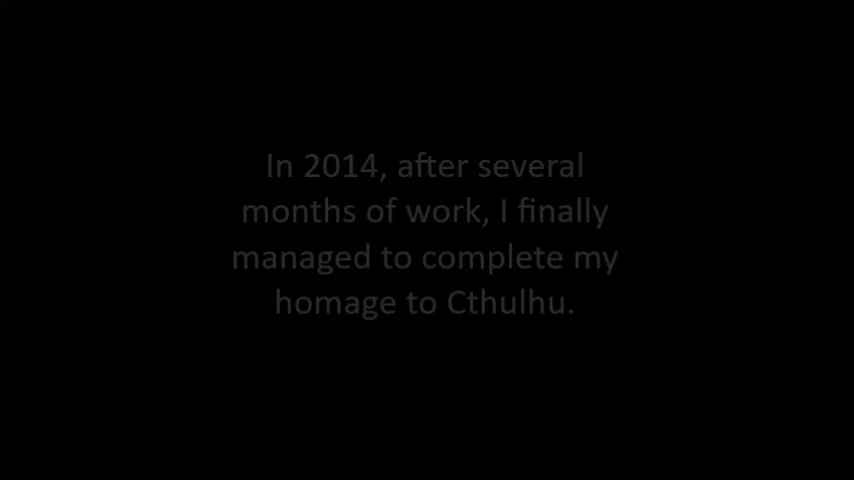 In 2014, after several
months of work, I finally
managed to complete my
homage to Cthulhu.